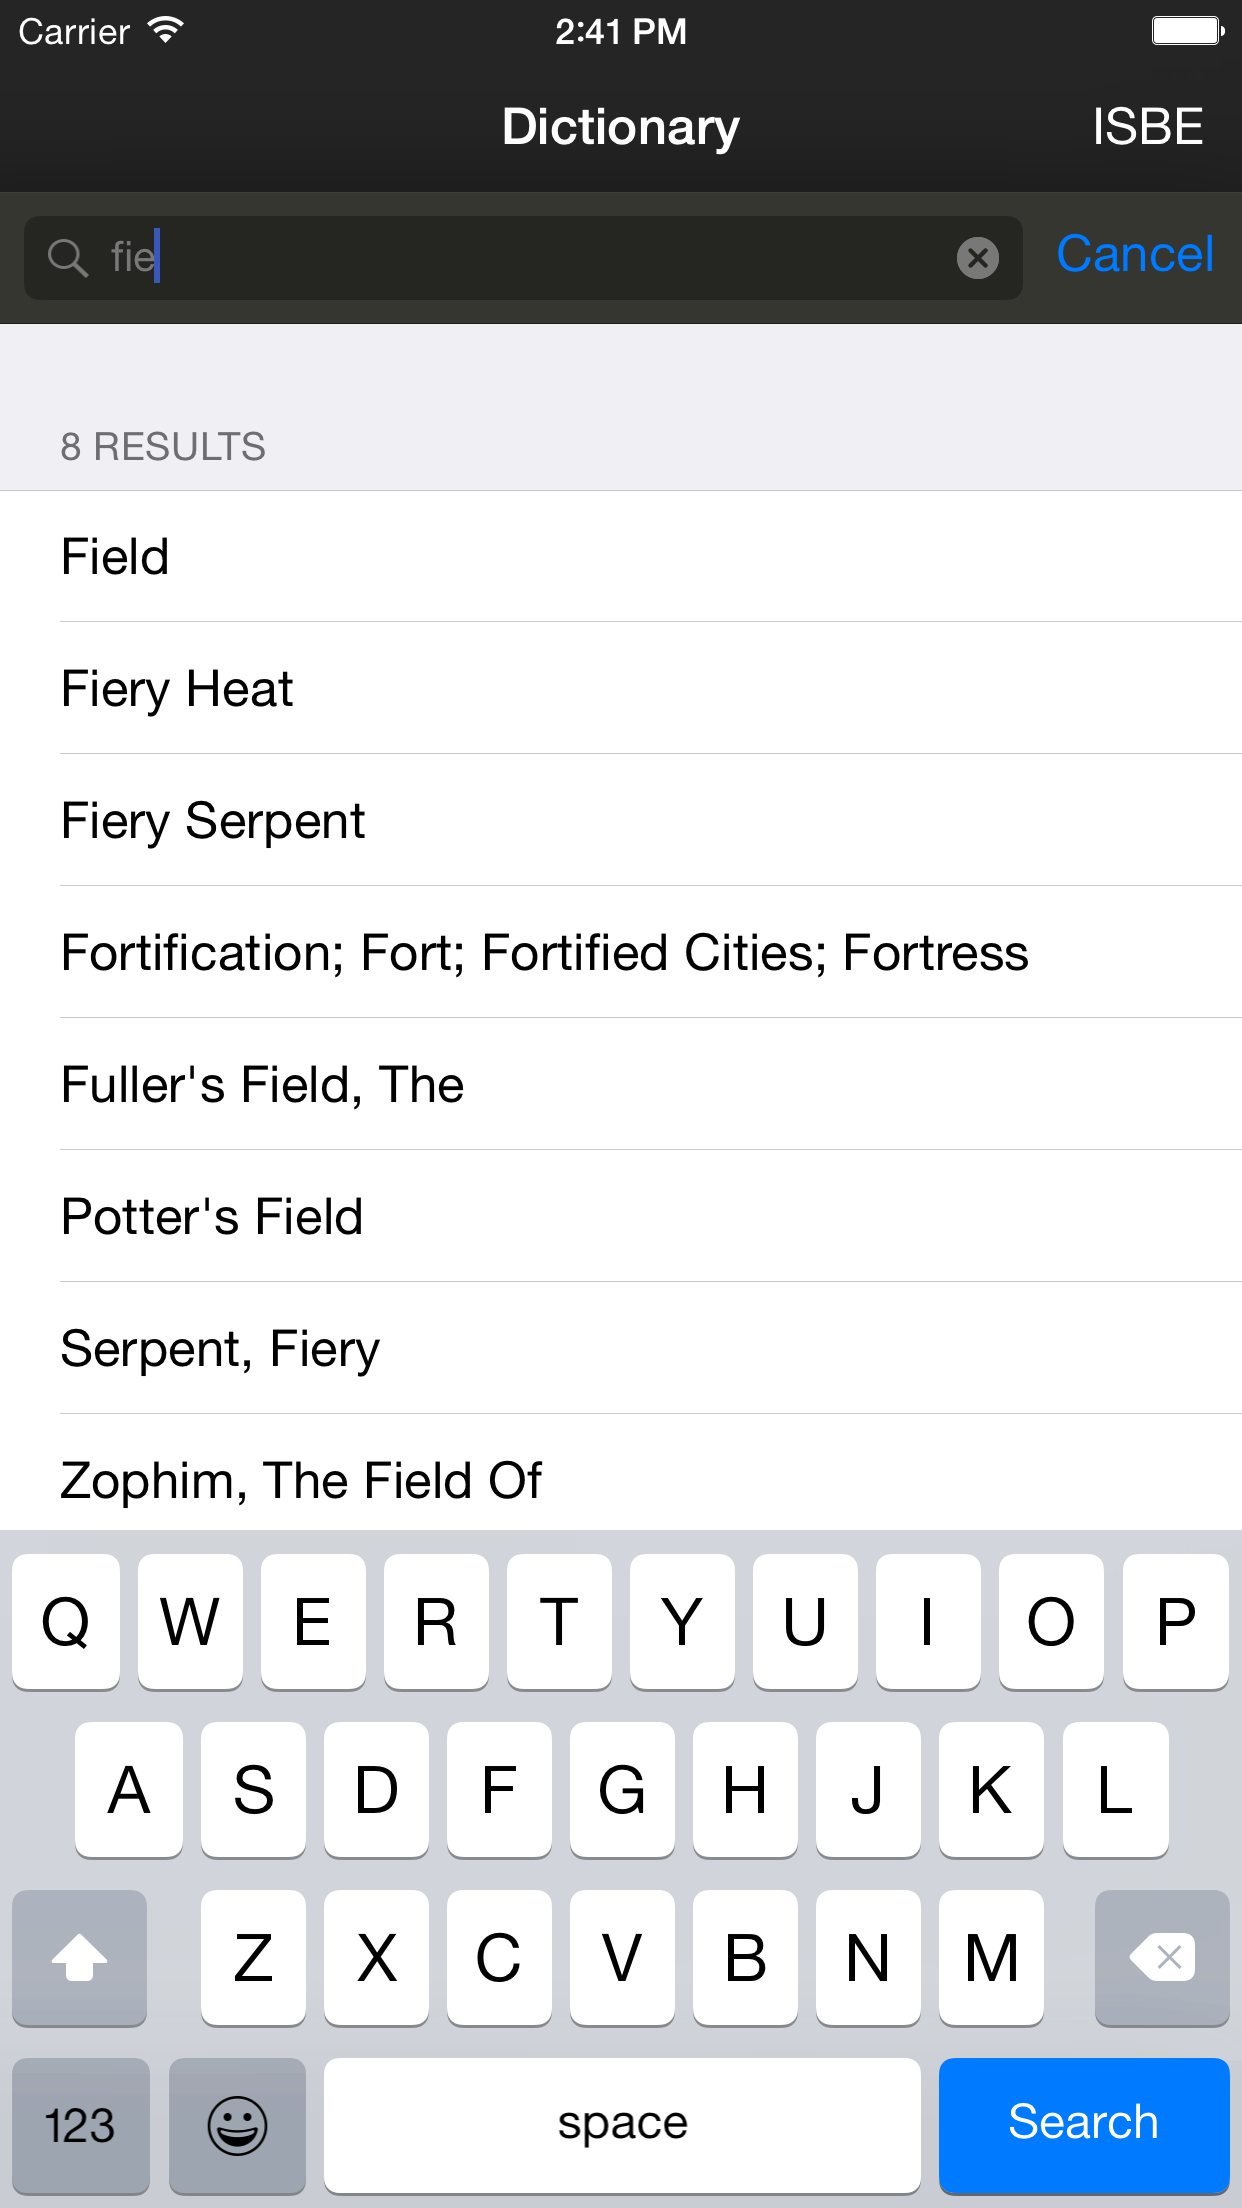 Carrier 2:41 PM
Dictionary ISBE
fie Cancel
8 RESULTS
Field
Fiery Heat
Fiery Serpent
Fortification; Fort; Fortified Cities; Fortress
Fuller's Field, The
Potter's Field
Serpent, Fiery
Zophim, The Field Of
Q W E R T Y U I O P
A S D F G H J K L
Z X C V B N M
123 space Search